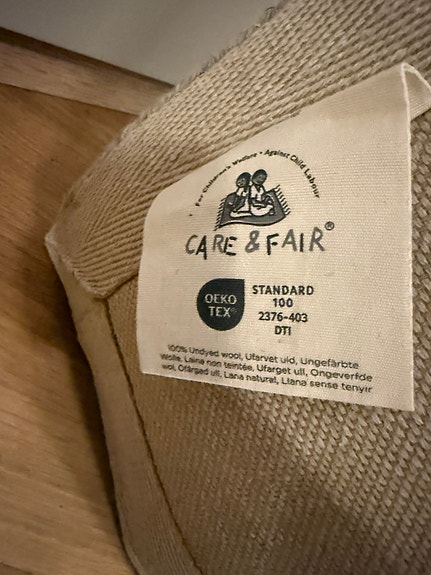 For Children's Welfare • Against Child Labour
CARE & FAIR®
OEKO
TEX®
STANDARD
100
2376-403
DTI
100% Undyed wool, Ufarvet uld, Ungefärbte
Wolle, Laine non teintée, Ufarget ull, Ongeverfde
wol, Ofärgad ull, Lana natural, Llana sense tenyir